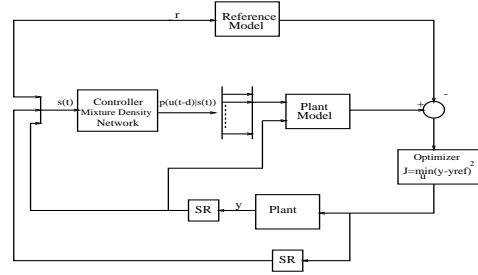 r
Reference
Model
-
+
s(t)
Controller
Mixture Density
Network
p(u(t-d)|s(t))
Plant
Model
Optimizer
J=min(y-yref)²
u
SR
y
Plant
SR